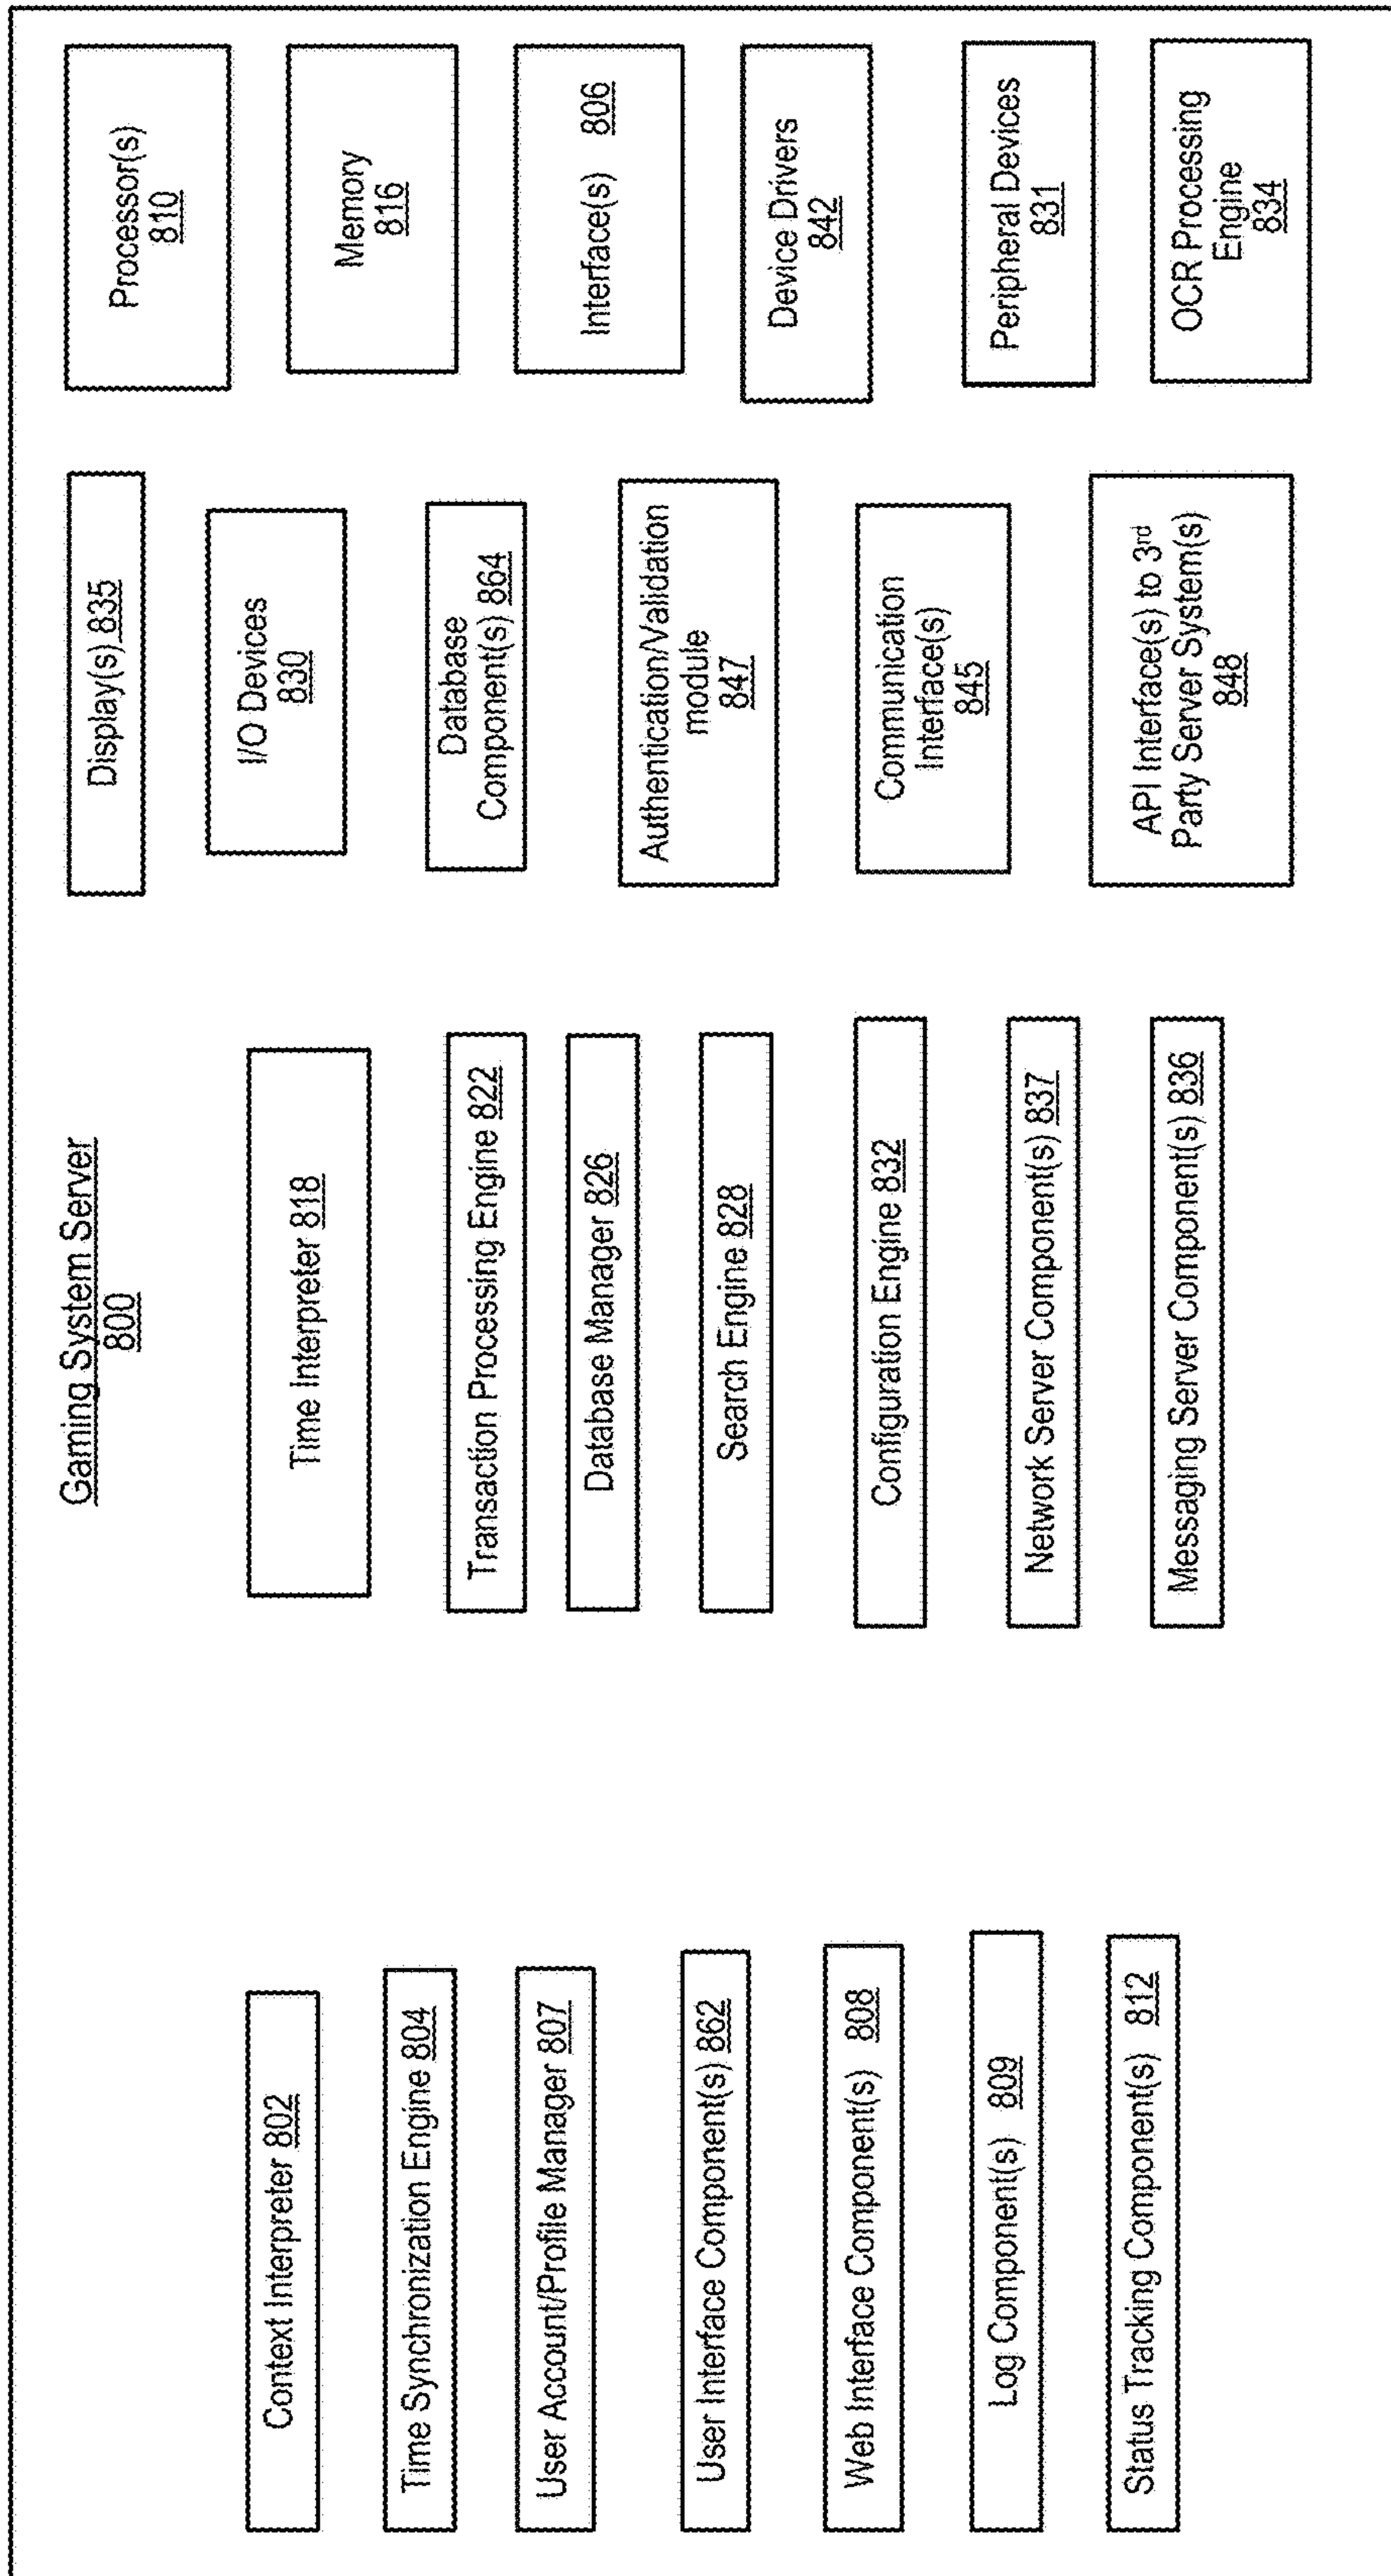 Gaming System Server
800
Context Interpreter 802
Time Synchronization Engine 804
User Account/Profile Manager 807
User Interface Component(s) 862
Web Interface Component(s) 808
Log Component(s) 809
Status Tracking Component(s) 812
Time Interpreter 818
Transaction Processing Engine 822
Database Manager 826
Search Engine 828
Configuration Engine 832
Network Server Component(s) 837
Messaging Server Component(s) 836
Display(s) 835
I/O Devices
830
Database
Component(s) 864
Authentication/Validation
module
847
Communication
Interface(s)
845
API Interface(s) to 3rd
Party Server System(s)
848
Processor(s)
810
Memory
816
Interface(s) 806
Device Drivers
842
Peripheral Devices
831
OCR Processing
Engine
834